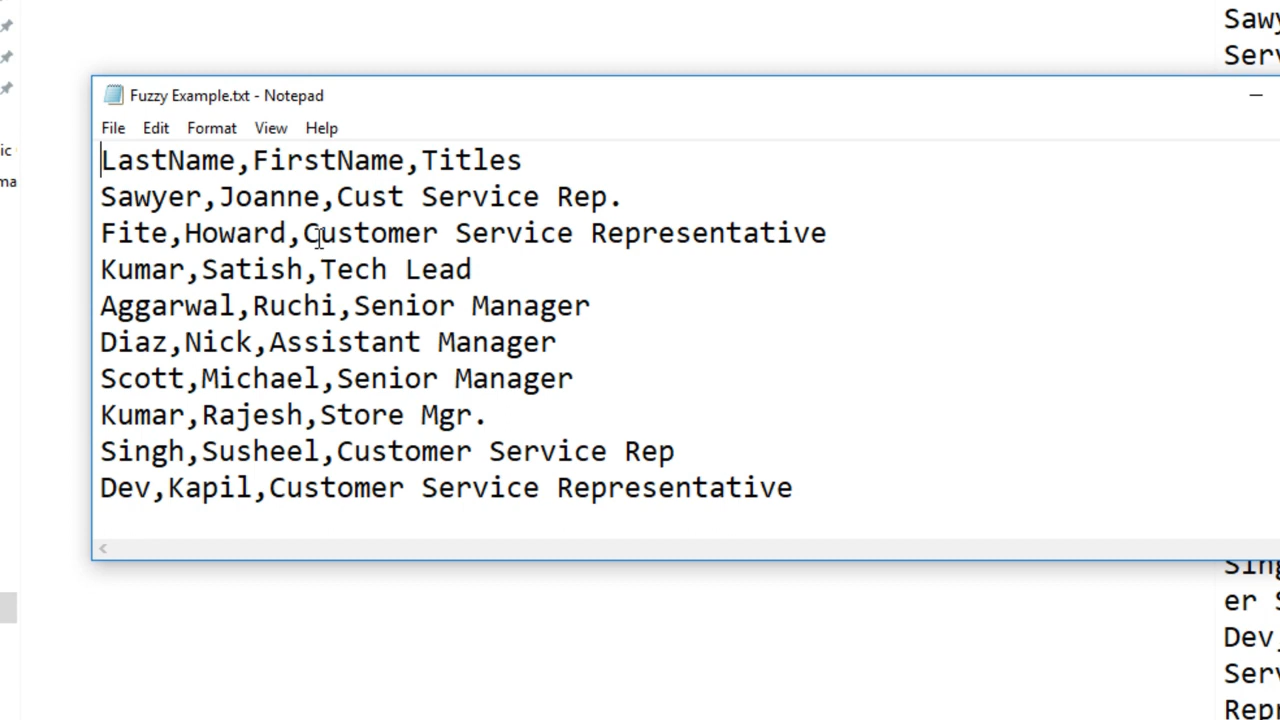 Fuzzy Example.txt - Notepad
File Edit Format View Help
LastName,FirstName,Titles
Sawyer,Joanne,Cust Service Rep.
Fite,Howard,Customer Service Representative
Kumar,Satish,Tech Lead
Aggarwal,Ruchi,Senior Manager
Diaz,Nick,Assistant Manager
Scott,Michael,Senior Manager
Kumar,Rajesh,Store Mgr.
Singh,Susheel,Customer Service Rep
Dev,Kapil,Customer Service Representative
er
Dev,